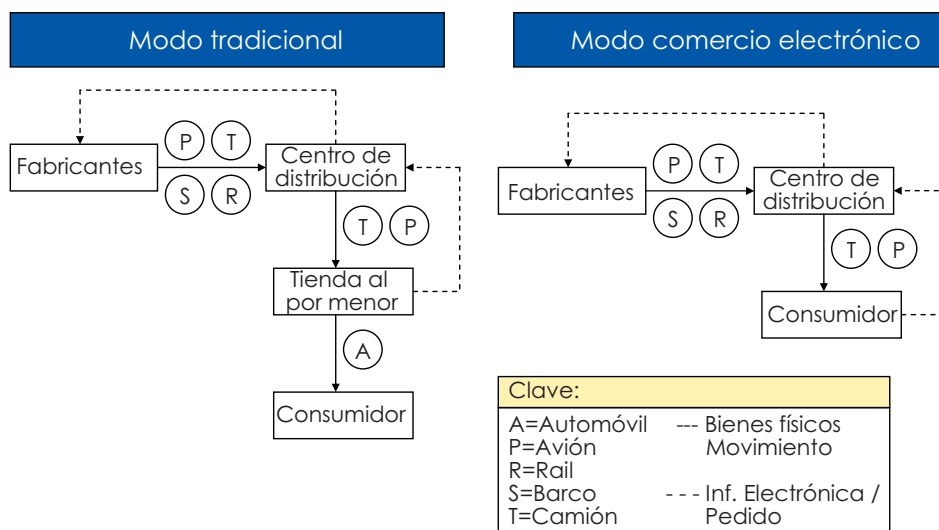 Modo tradicional
Fabricantes
P T
S R
Centro de
distribución
T P
Tienda al
por menor
A
Consumidor
Modo comercio electrónico
Fabricantes
P T
S R
Centro de
distribución
T P
Consumidor
Clave:
A=Automóvil --- Bienes físicos
P=Avión Movimiento
R=Rail
S=Barco - - - Inf. Electrónica /
T=Camión Pedido